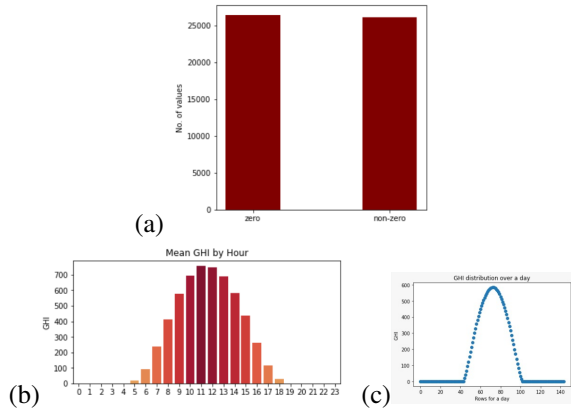 25000
20000
15000
10000
5000
0
No. of values
zero non-zero
(a)
Mean GHI by Hour
700
600
500
400
300
200
100
0
GHI
0 1 2 3 4 5 6 7 8 9 10 11 12 13 14 15 16 17 18 19 20 21 22 23
(b)
GHI distribution over a day
600
500
400
300
200
100
0
GHI
0 20 40 60 80 100 120 140
Rows for a day
(c)